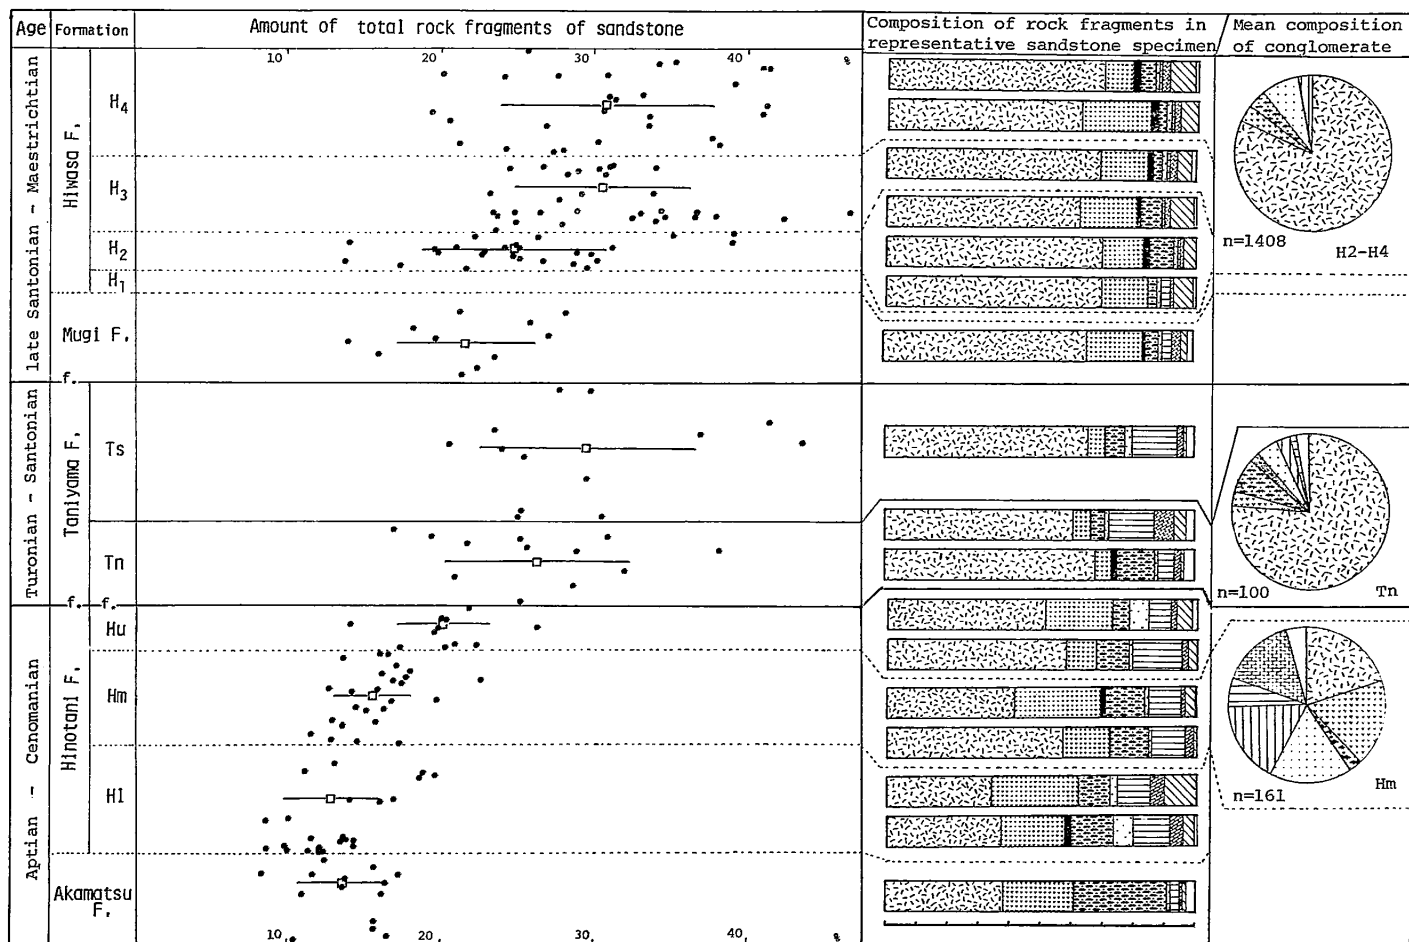 Age
Formation
Amount of total rock fragments of sandstone
Composition of rock fragments in
representative sandstone specimen
Mean composition
of conglomerate
10
20
30
40
%
late Santonian - Maestrichtian
Hiwasa F.
H4
H3
H2
H1
n=1408
H2-H4
Mugi F.
f.
Turonian - Santonian
Taniyama F.
Ts
Tn
n=100
Tn
f.
f.
Aptian - Cenomanian
Hinotani F.
Hu
Hm
Hl
n=161
Hm
Akamatsu
F.
10
20
30
40
%